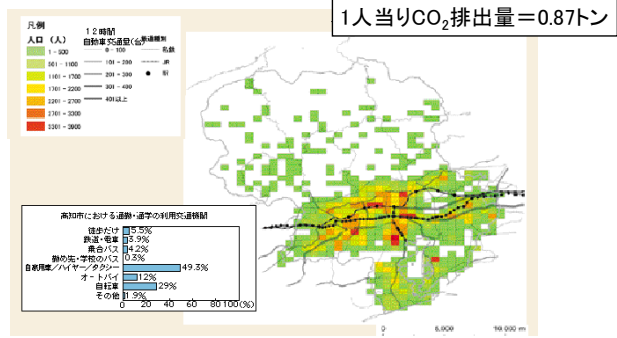 1人当りCO₂排出量＝0.87トン
凡例
人口（人）
1 - 500
501 - 1100
1101 - 1700
1701 - 2200
2201 - 2700
2701 - 3300
3301 - 3900
12時間
自動車交通量(台)
0 - 100
101 - 200
201 - 300
301 - 400
401以上
鉄道種別
私鉄
JR
駅
高知市における通勤・通学の利用交通機関
徒歩だけ 5.5%
鉄道・電車 3.9%
乗合バス 4.2%
勤め先・学校のバス 0.3%
自家用車／ハイヤー／タクシー 49.3%
オートバイ 12%
自転車 29%
その他 1.9%
0 20 40 60 80 100(%)
0 5,000 10,000 m